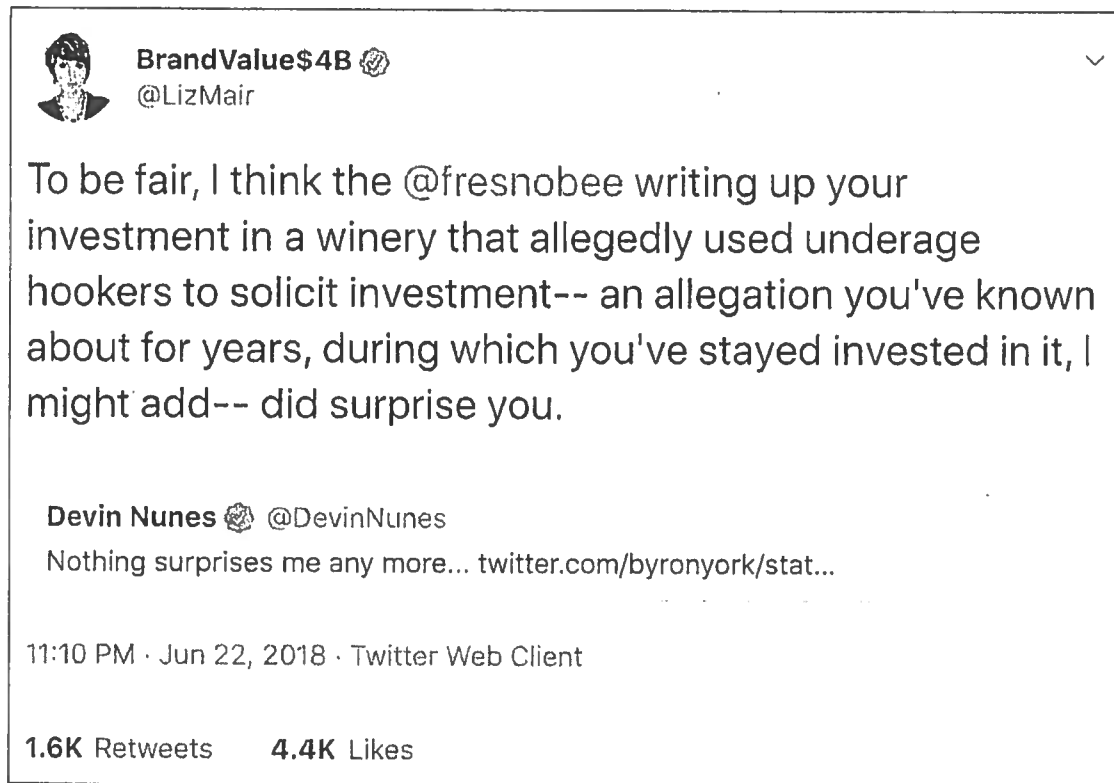 BrandValue$4B
@LizMair
To be fair, I think the @fresnobee writing up your
investment in a winery that allegedly used underage
hookers to solicit investment-- an allegation you've known
about for years, during which you've stayed invested in it, I
might add-- did surprise you.
Devin Nunes @DevinNunes
Nothing surprises me any more... twitter.com/byronyork/stat...
11:10 PM · Jun 22, 2018 · Twitter Web Client
1.6K Retweets 4.4K Likes